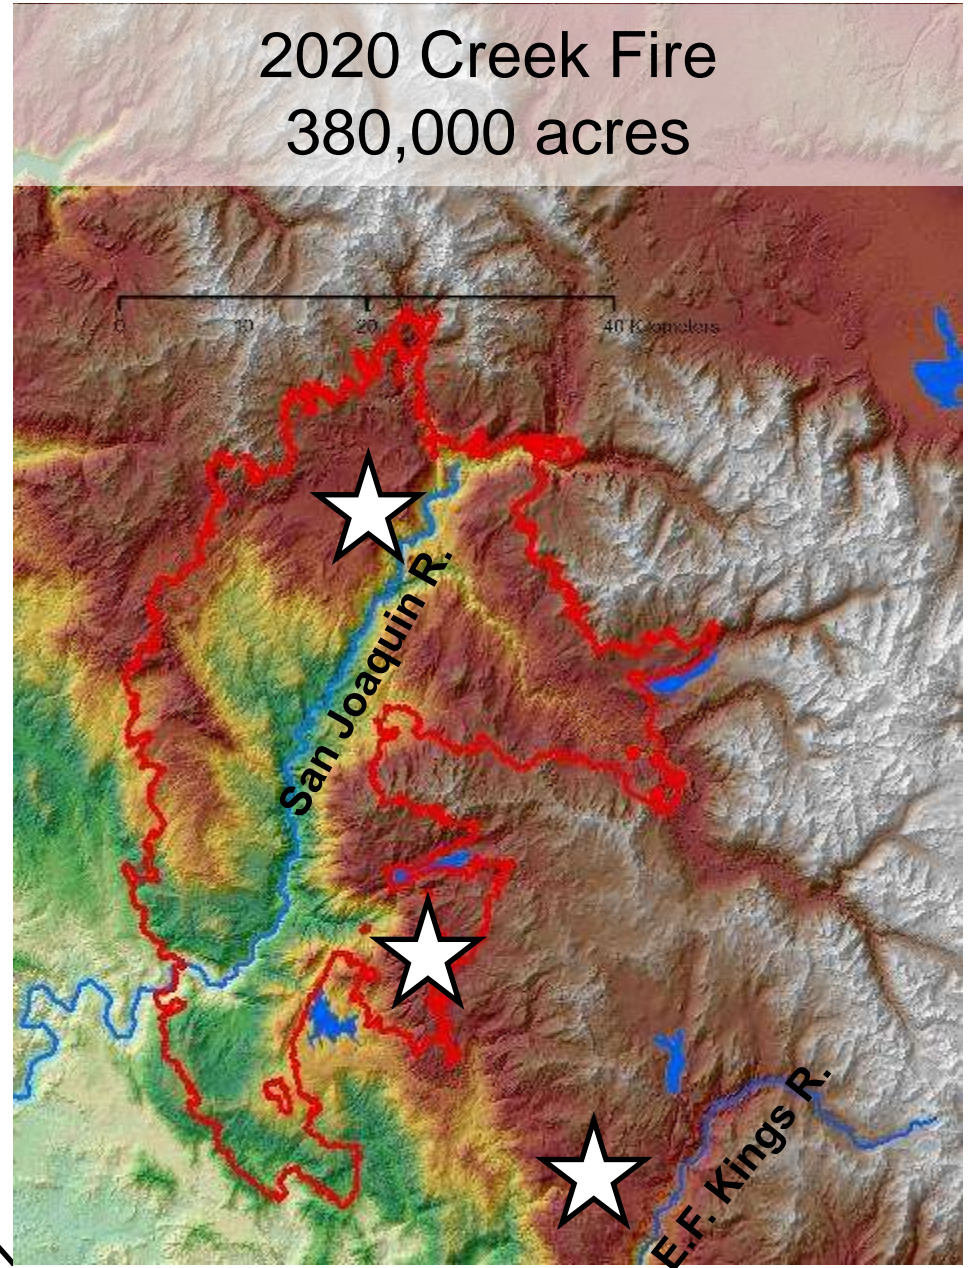 2020 Creek Fire
380,000 acres
0 10 20 40 Kilometers
San Joaquin R.
E.F. Kings R.